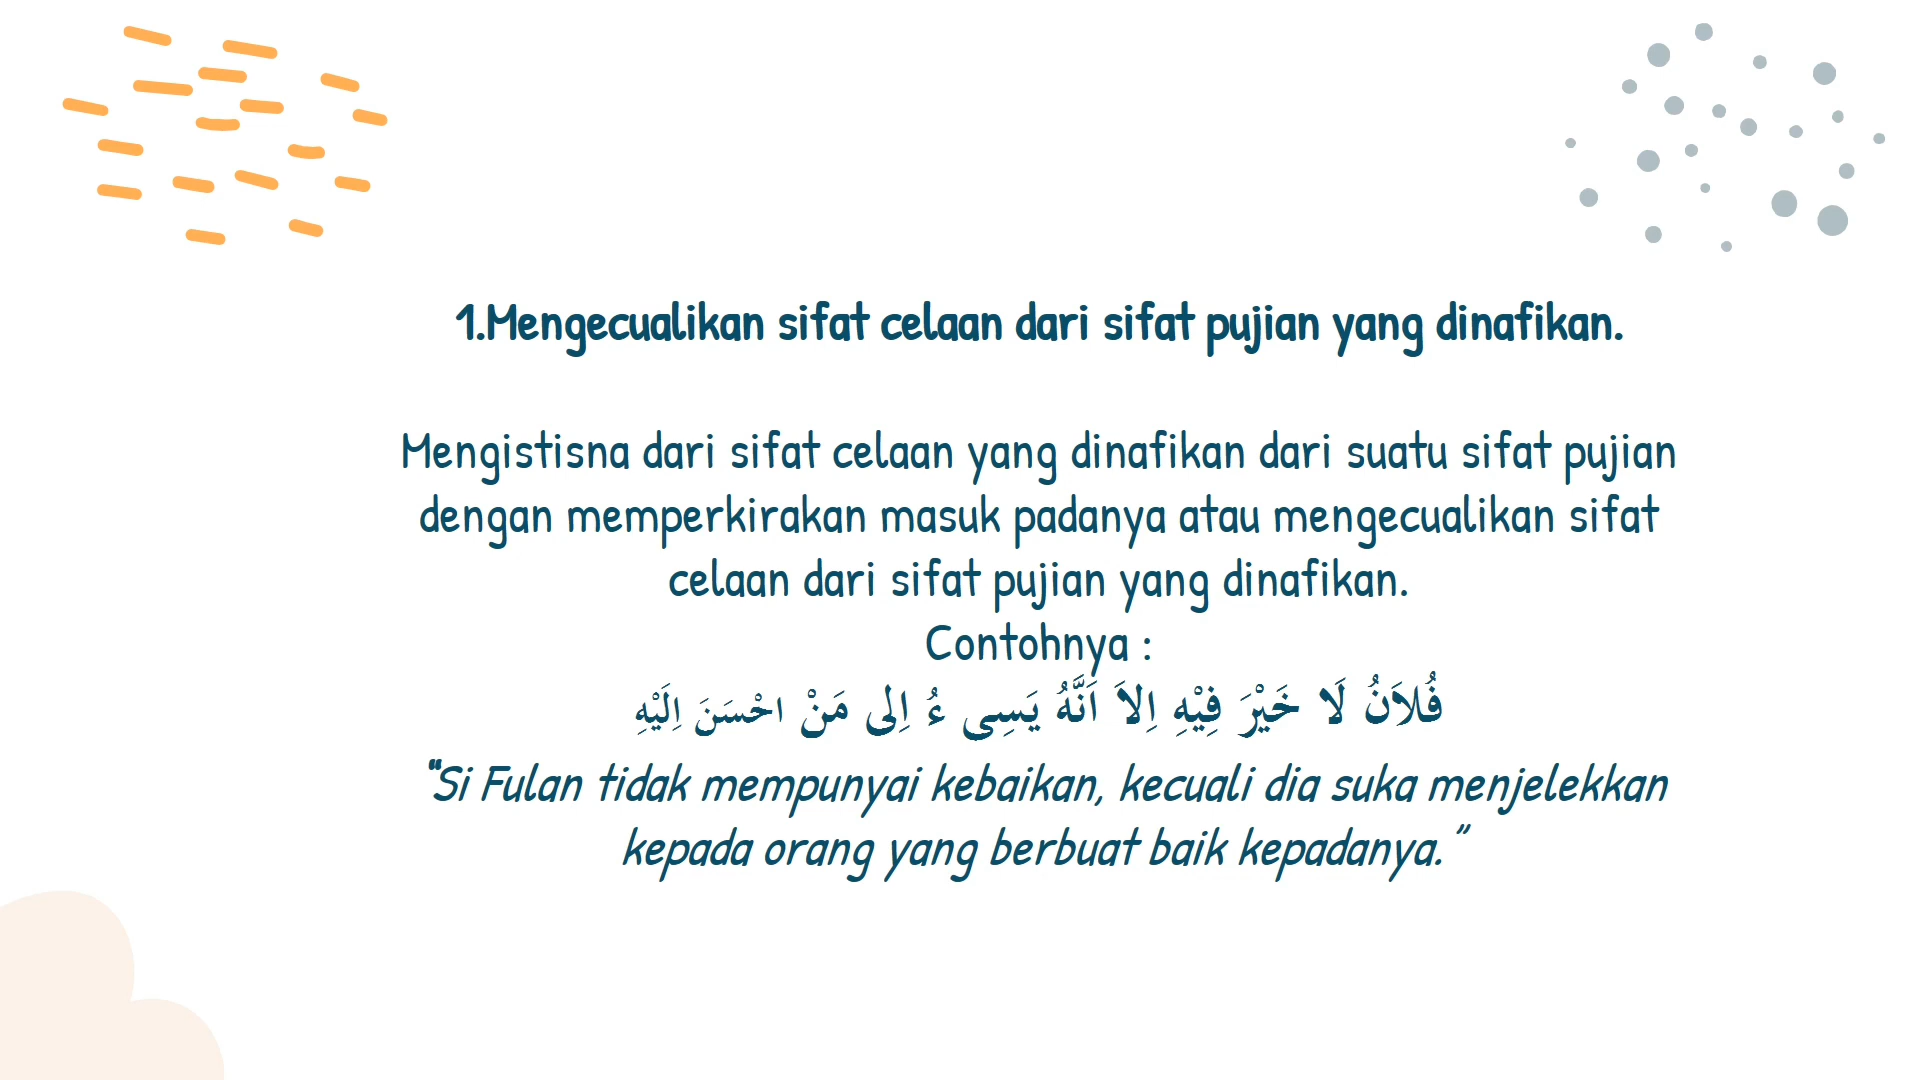 1.Mengecualikan sifat celaan dari sifat pujian yang dinafikan.
Mengistisna dari sifat celaan yang dinafikan dari suatu sifat pujian
dengan memperkirakan masuk padanya atau mengecualikan sifat
celaan dari sifat pujian yang dinafikan.
Contohnya :
فُلاَنُ لَا خَيْرَ فِيْهِ اِلاَ اَنَّهُ يَسِى ءُ اِلى مَنْ احْسَنَ اِلَيْهِ
“Si Fulan tidak mempunyai kebaikan, kecuali dia suka menjelekkan
kepada orang yang berbuat baik kepadanya.”